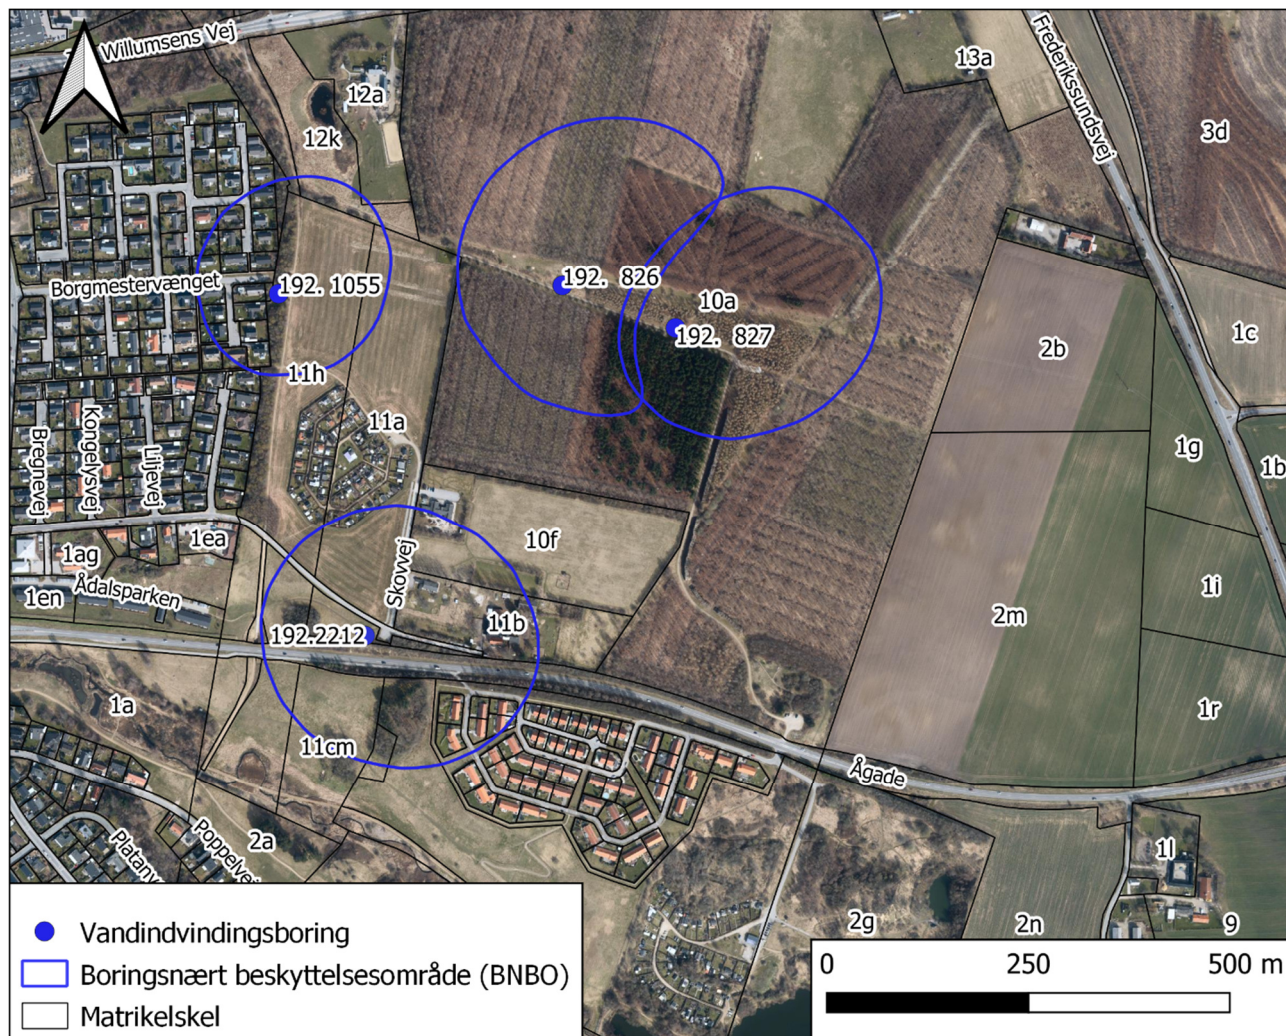 Willumsens Vej
12a
12k
13a
Frederikssundsvej
3d
192. 1055
Borgmestervænget
192. 826
10a
192. 827
2b
1c
11h
11a
Bregnevej
Kongelysvej
Liljevej
1g
1b
1ea
1ag
10f
Skovvej
Ådalsparken
1en
1i
11b
2m
192.2212
1a
1r
11cm
Ågade
Poppelvej
2a
1l
2g
2n
9
Vandindvindingsboring
Boringsnært beskyttelsesområde (BNBO)
Matrikelskel
0 250 500 m